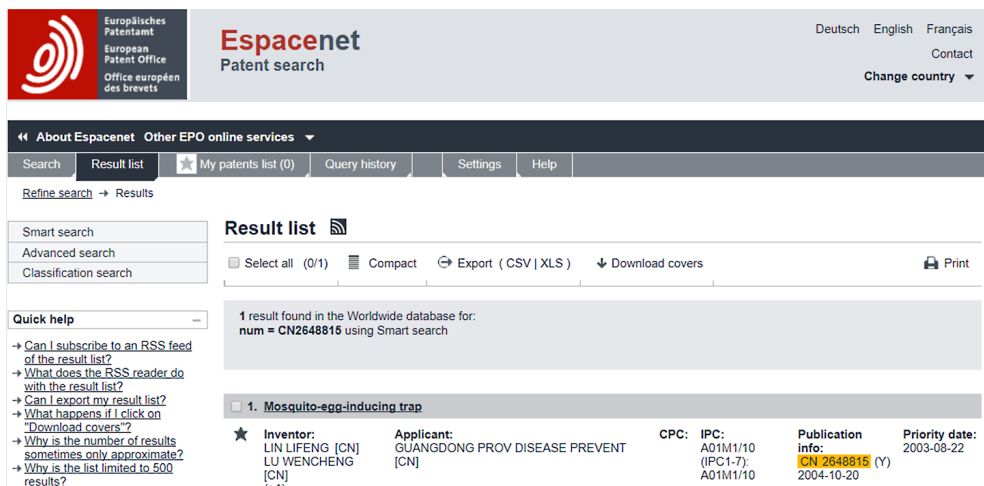 Europäisches
Patentamt
European
Patent Office
Office européen
des brevets
Espacenet
Patent search
Deutsch English Français
Contact
Change country
About Espacenet Other EPO online services
Search Result list My patents list (0) Query history Settings Help
Refine search → Results
Smart search
Advanced search
Classification search
Quick help
→ Can I subscribe to an RSS feed
of the result list?
→ What does the RSS reader do
with the result list?
→ Can I export my result list?
→ What happens if I click on
"Download covers"?
→ Why is the number of results
sometimes only approximate?
→ Why is the list limited to 500
results?
Result list
Select all (0/1) Compact Export ( CSV | XLS ) Download covers Print
1 result found in the Worldwide database for:
num = CN2648815 using Smart search
1. Mosquito-egg-inducing trap
Inventor:
LIN LIFENG [CN]
LU WENCHENG
[CN]
Applicant:
GUANGDONG PROV DISEASE PREVENT
[CN]
CPC:
IPC:
A01M1/10
(IPC1-7):
A01M1/10
Publication
info:
CN 2648815 (Y)
2004-10-20
Priority date:
2003-08-22